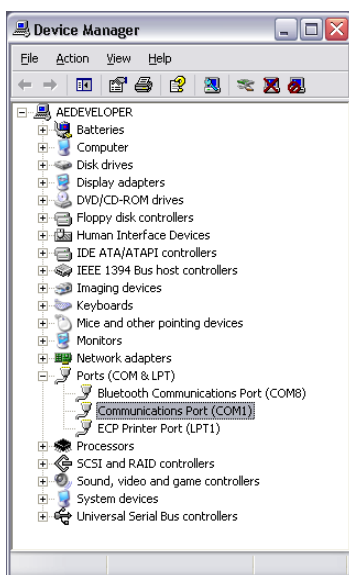 Device Manager
File Action View Help
AEDEVELOPER
Batteries
Computer
Disk drives
Display adapters
DVD/CD-ROM drives
Floppy disk controllers
Human Interface Devices
IDE ATA/ATAPI controllers
IEEE 1394 Bus host controllers
Imaging devices
Keyboards
Mice and other pointing devices
Monitors
Network adapters
Ports (COM & LPT)
Bluetooth Communications Port (COM8)
Communications Port (COM1)
ECP Printer Port (LPT1)
Processors
SCSI and RAID controllers
Sound, video and game controllers
System devices
Universal Serial Bus controllers